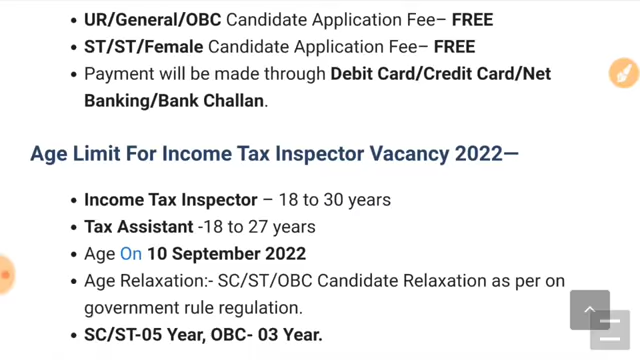 • UR/General/OBC Candidate Application Fee– FREE
• ST/ST/Female Candidate Application Fee– FREE
• Payment will be made through Debit Card/Credit Card/Net
Banking/Bank Challan.
Age Limit For Income Tax Inspector Vacancy 2022—
• Income Tax Inspector – 18 to 30 years
• Tax Assistant -18 to 27 years
• Age On 10 September 2022
• Age Relaxation:- SC/ST/OBC Candidate Relaxation as per on
government rule regulation.
• SC/ST-05 Year, OBC- 03 Year.